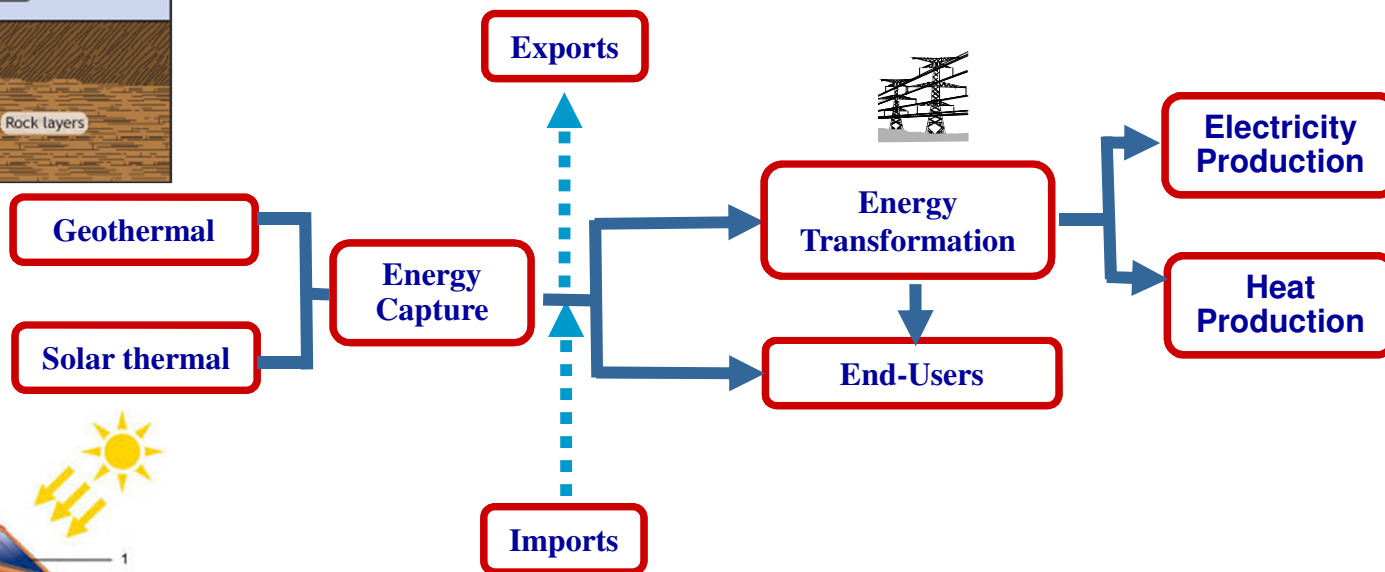 Exports
Rock layers
Electricity
Production
Geothermal
Energy
Transformation
Energy
Capture
Heat
Production
Solar thermal
End-Users
Imports
1